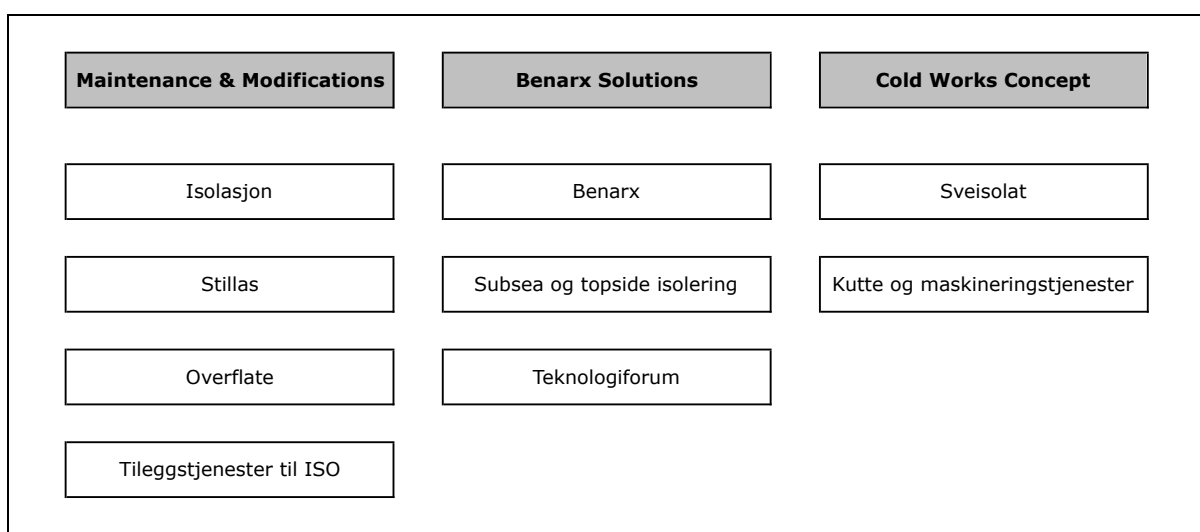 Maintenance & Modifications
Benarx Solutions
Cold Works Concept
Isolasjon
Benarx
Sveisolat
Stillas
Subsea og topside isolering
Kutte og maskineringstjenester
Overflate
Teknologiforum
Tileggstjenester til ISO